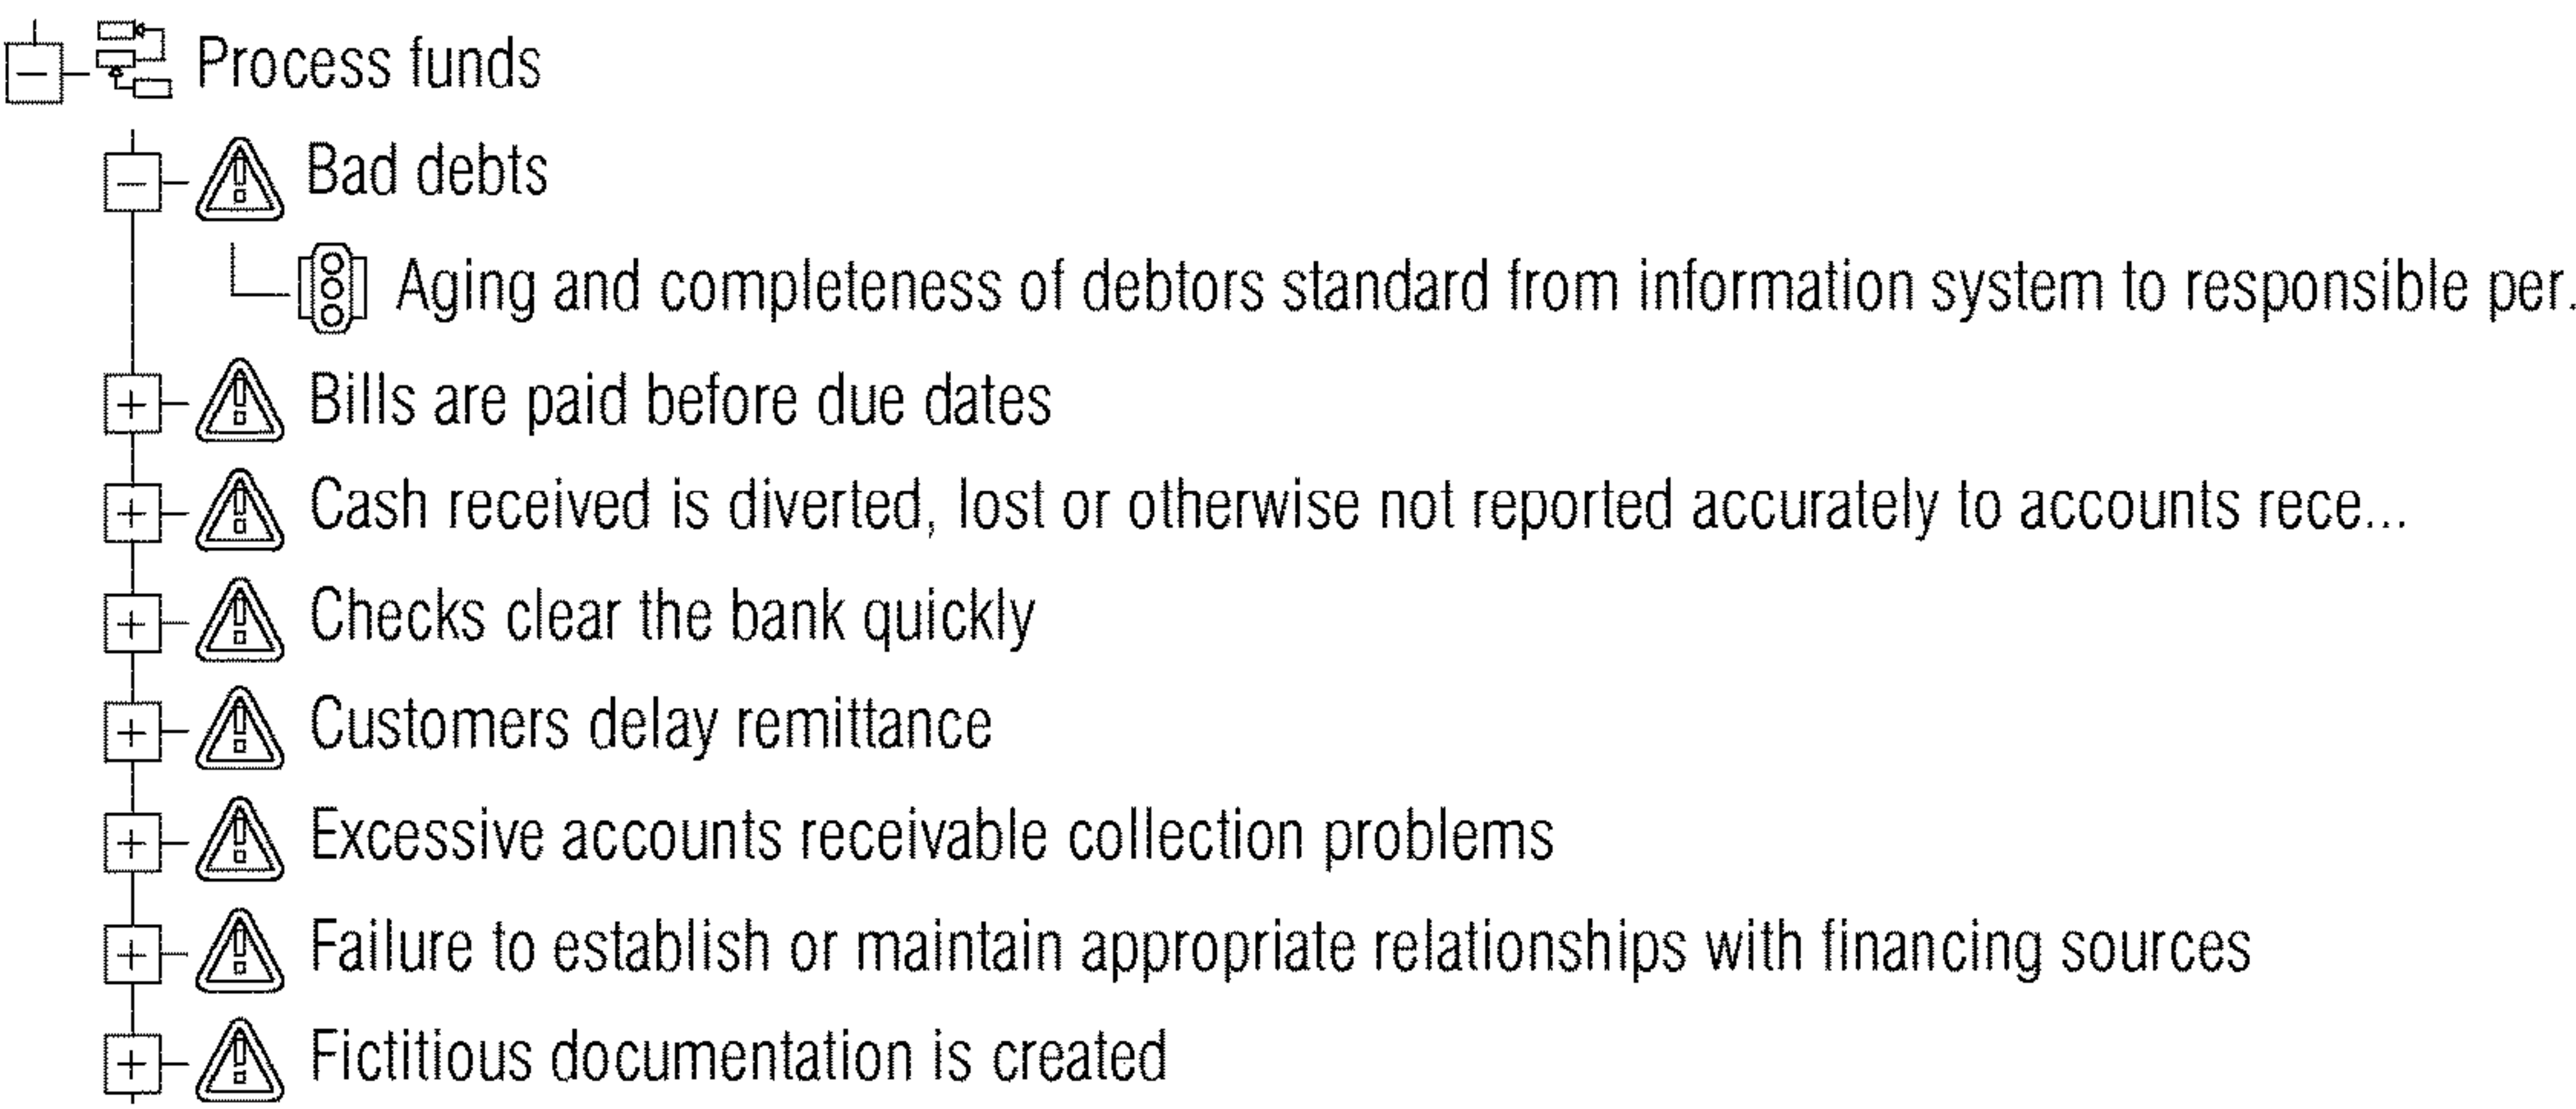 Process funds
Bad debts
Aging and completeness of debtors standard from information system to responsible per.
Bills are paid before due dates
Cash received is diverted, lost or otherwise not reported accurately to accounts rece...
Checks clear the bank quickly
Customers delay remittance
Excessive accounts receivable collection problems
Failure to establish or maintain appropriate relationships with financing sources
Fictitious documentation is created